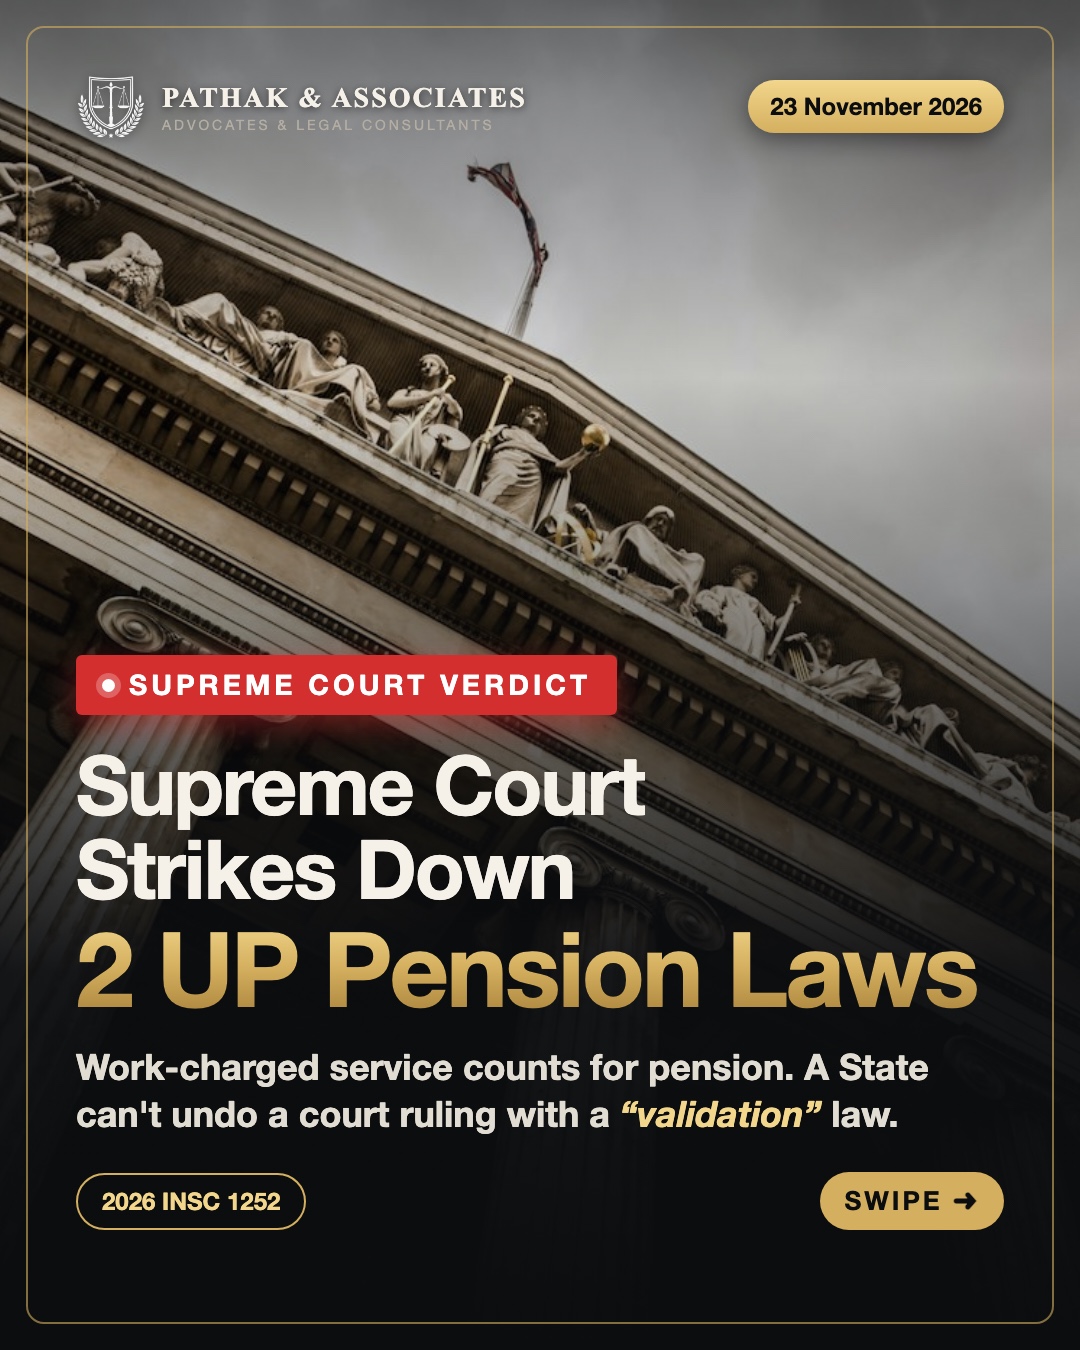 PATHAK & ASSOCIATES
ADVOCATES & LEGAL CONSULTANTS
23 November 2026
SUPREME COURT VERDICT
Supreme Court
Strikes Down
2 UP Pension Laws
Work-charged service counts for pension. A State
can't undo a court ruling with a “validation” law.
2026 INSC 1252
SWIPE ➜